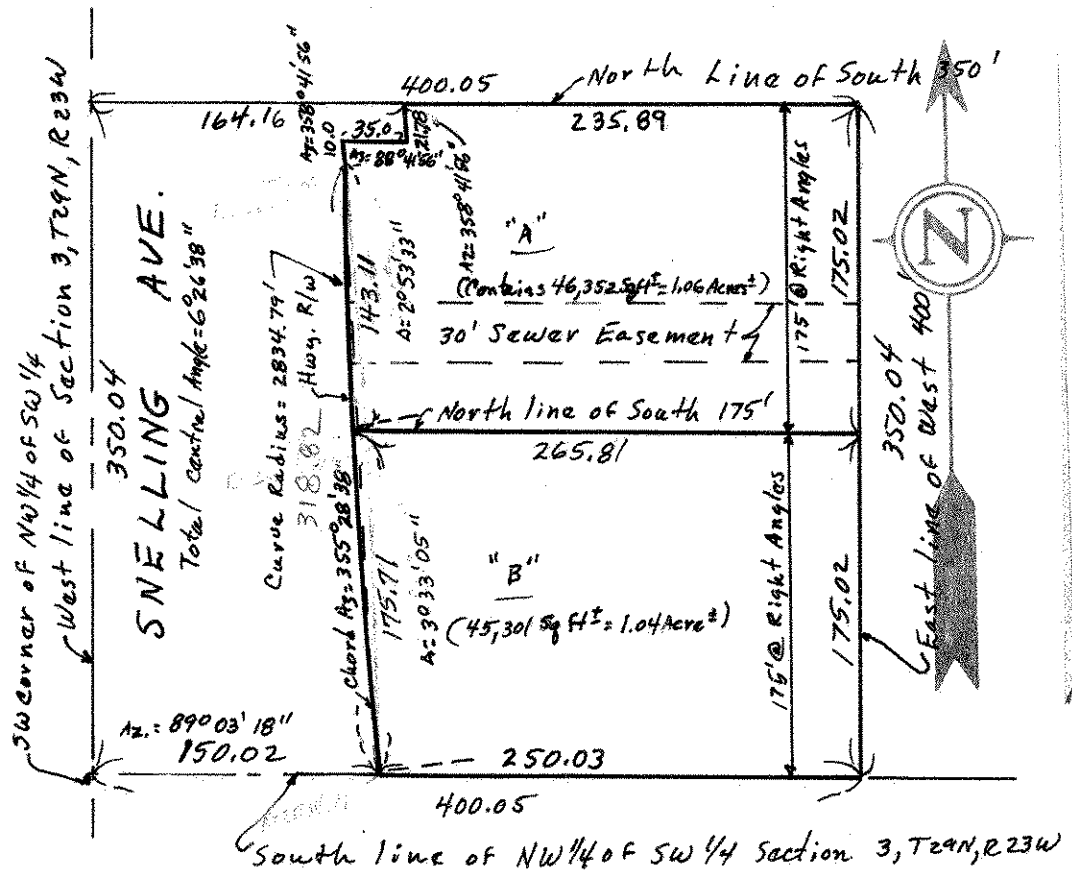 North Line of South 350'
400.05
164.16
Az=358°41'56"
10.0
35.0
Az=88°41'56"
21.78
Az=358°41'56"
235.89
SW corner of NW 1/4 of SW 1/4
West line of Section 3, T29N, R23W
350.04
SNELLING AVE.
Total central Angle=6°26'38"
Curve Radius = 2834.79'
318.82
Hwy. R/W
143.11
Δ=2°53'33"
"A"
(Contains 46,352 Sq ft±=1.06 Acres±)
30' Sewer Easement
175' @ Right Angles
175.02
N
350.04
East line of West 400'
North line of South 175'
265.81
Chord Az=355°28'38"
175.71
Δ=3°33'05"
"B"
(45,301 Sq ft±=1.04 Acre±)
175' @ Right Angles
175.02
Az.= 89°03'18"
150.02
250.03
400.05
South line of NW 1/4 of SW 1/4 Section 3, T29N, R23W